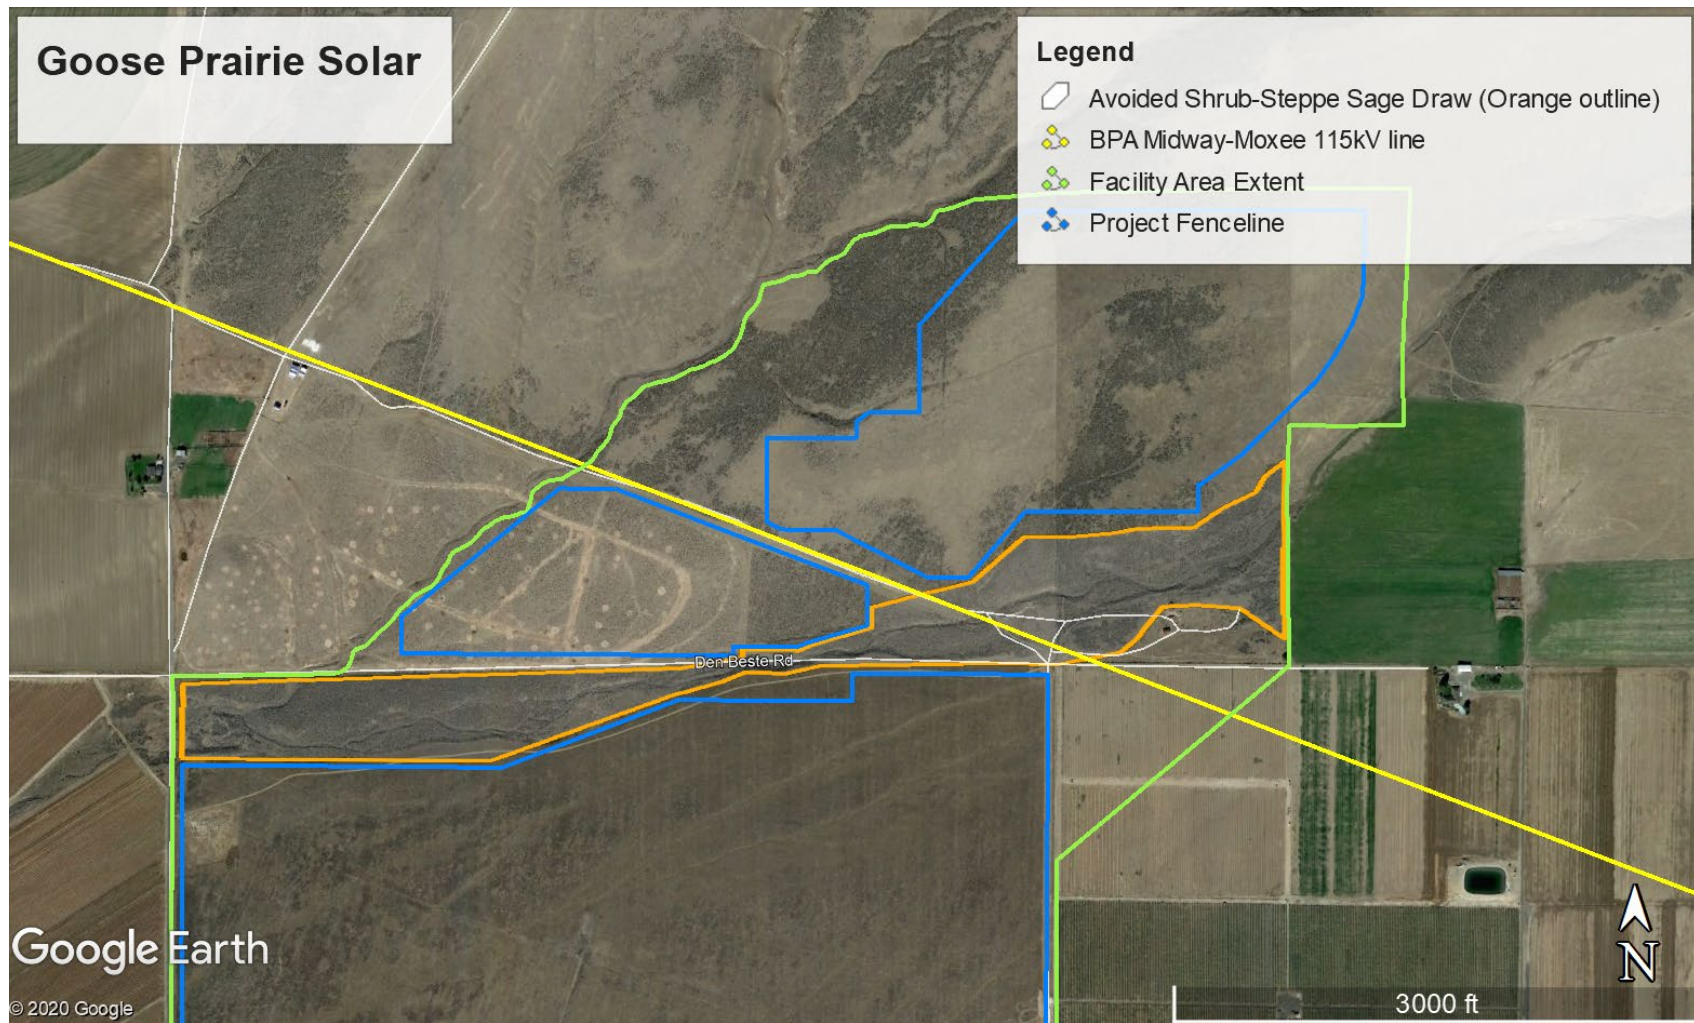 Goose Prairie Solar
Legend
Avoided Shrub-Steppe Sage Draw (Orange outline)
BPA Midway-Moxee 115kV line
Facility Area Extent
Project Fenceline
Den Beste Rd
Google Earth
© 2020 Google
N
3000 ft